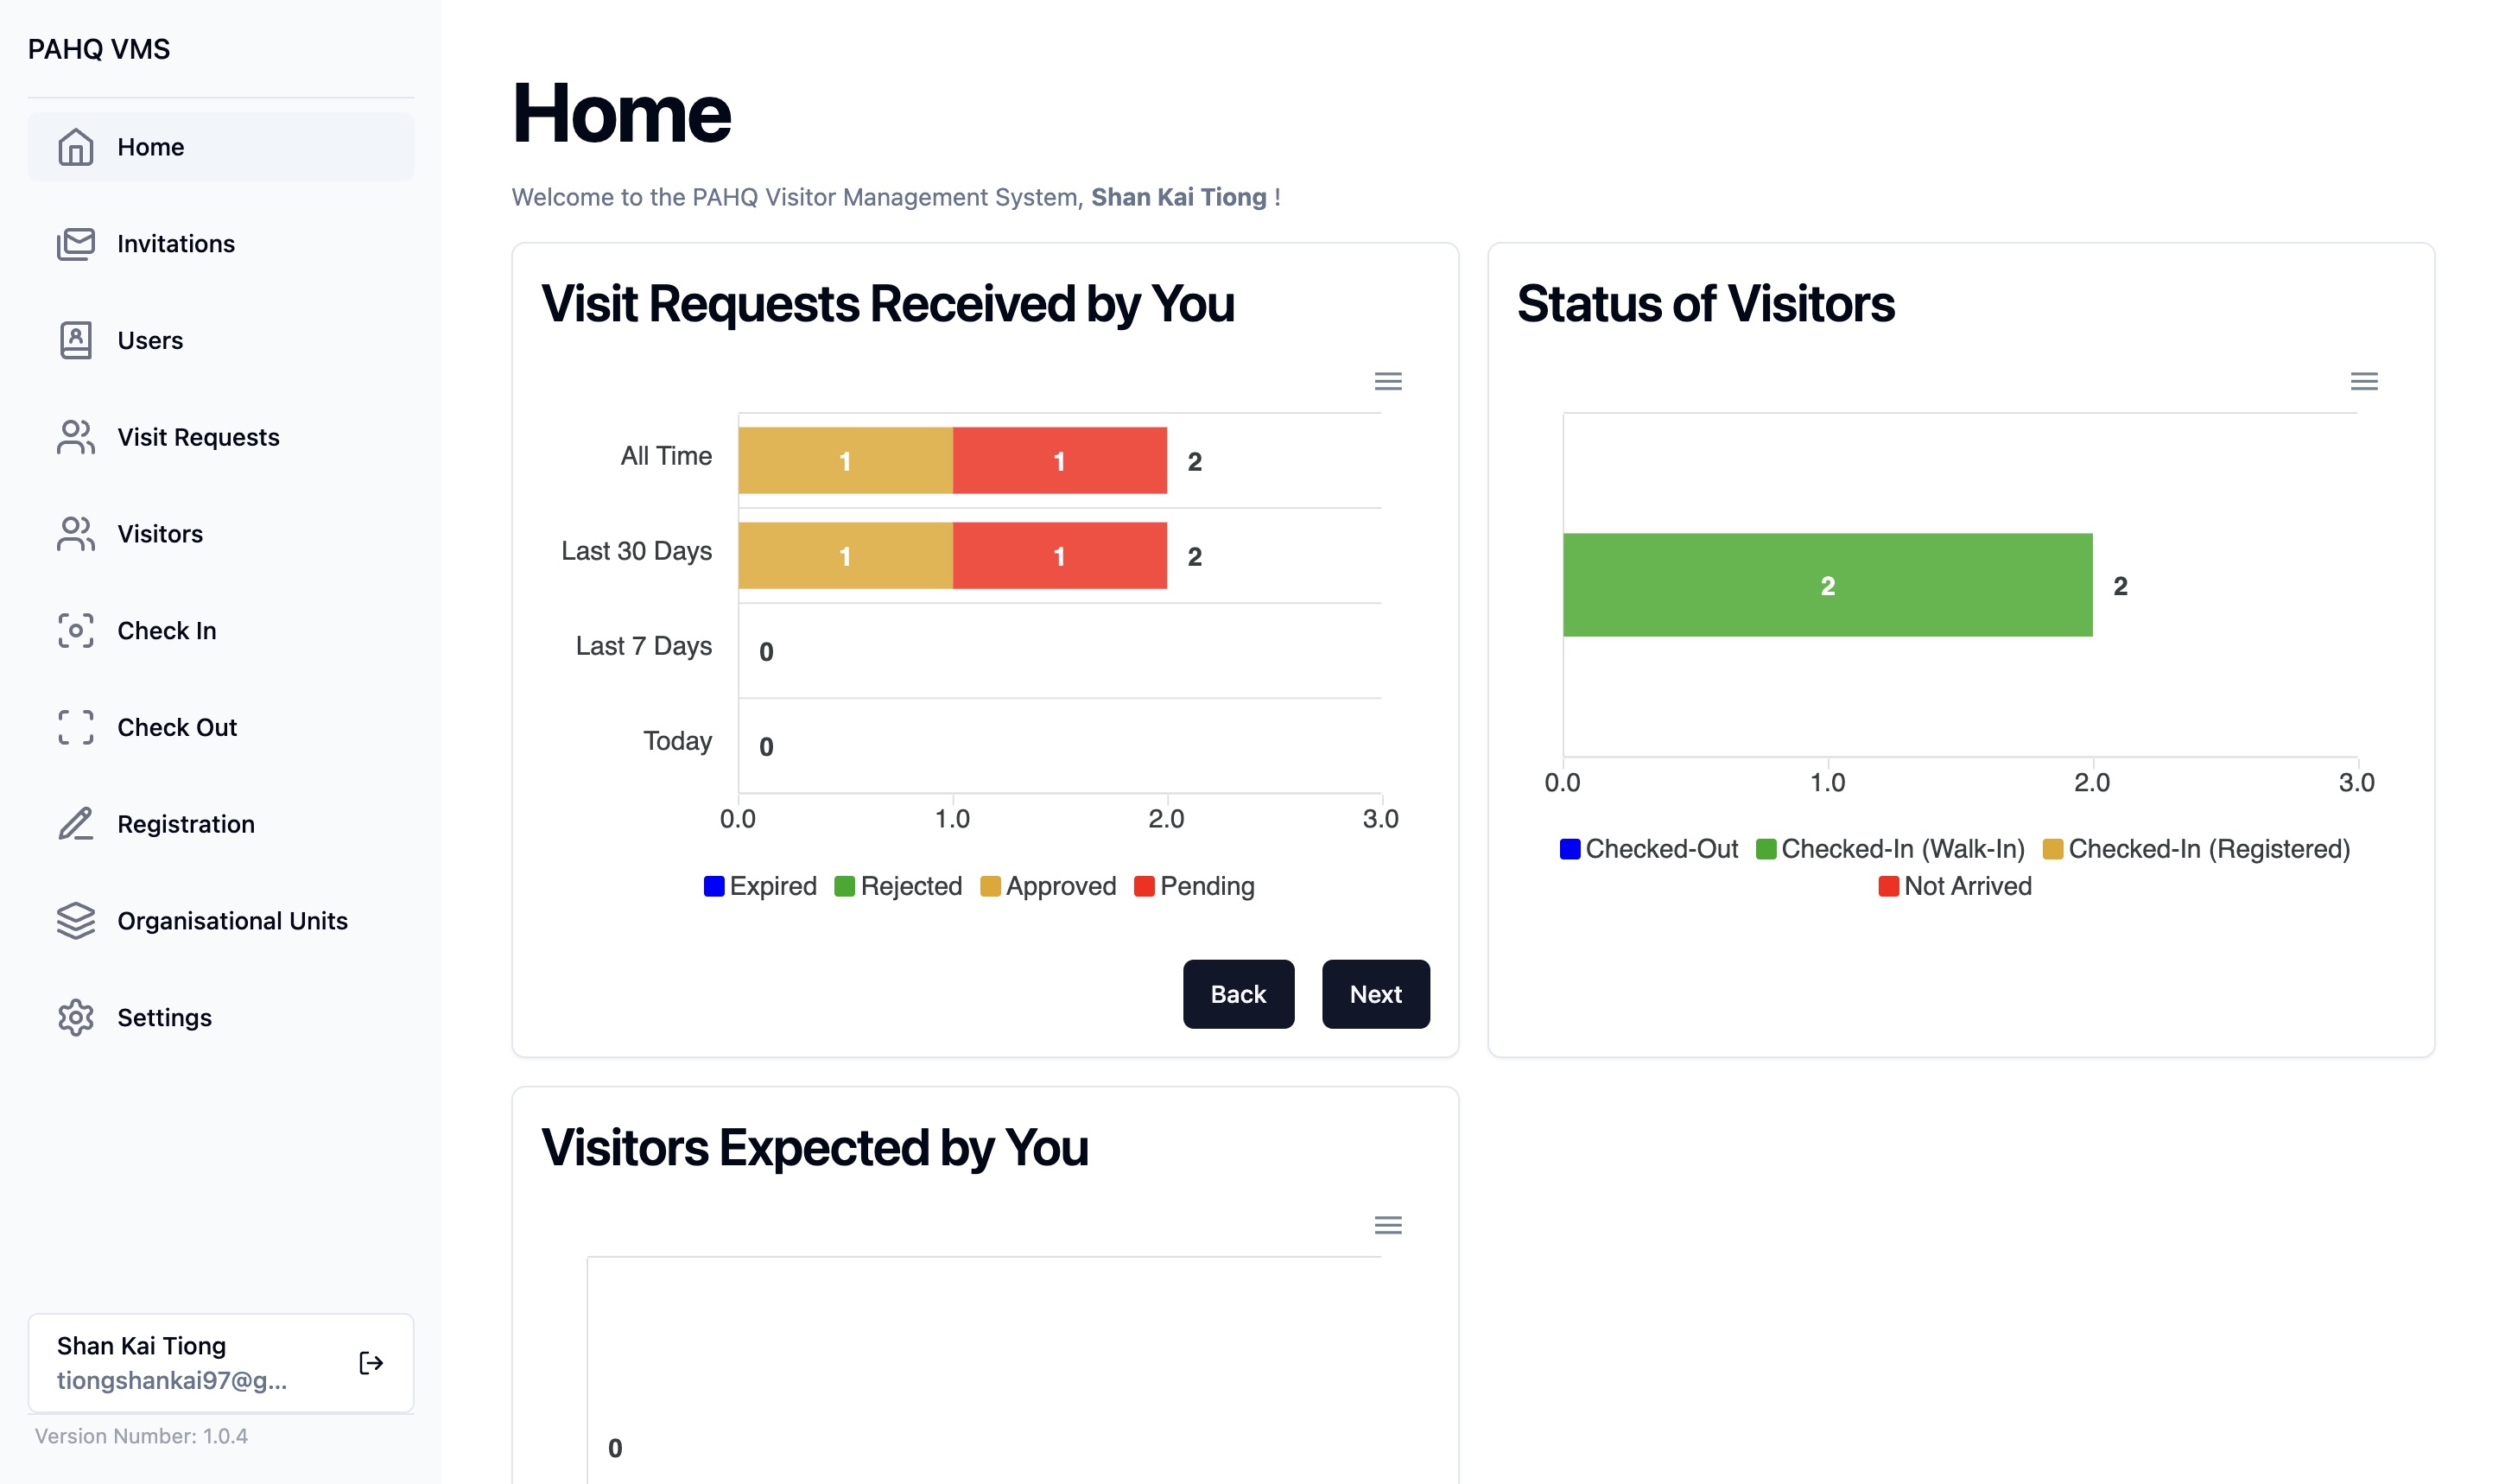 PAHQ VMS
Home
Invitations
Users
Visit Requests
Visitors
Check In
Check Out
Registration
Organisational Units
Settings
Shan Kai Tiong
tiongshankai97@g...
Version Number: 1.0.4
Home
Welcome to the PAHQ Visitor Management System, Shan Kai Tiong !
Visit Requests Received by You
All Time 1 1 2
Last 30 Days 1 1 2
Last 7 Days 0
Today 0
0.0 1.0 2.0 3.0
Expired Rejected Approved Pending
Back Next
Status of Visitors
2 2
0.0 1.0 2.0 3.0
Checked-Out Checked-In (Walk-In) Checked-In (Registered)
Not Arrived
Visitors Expected by You
0